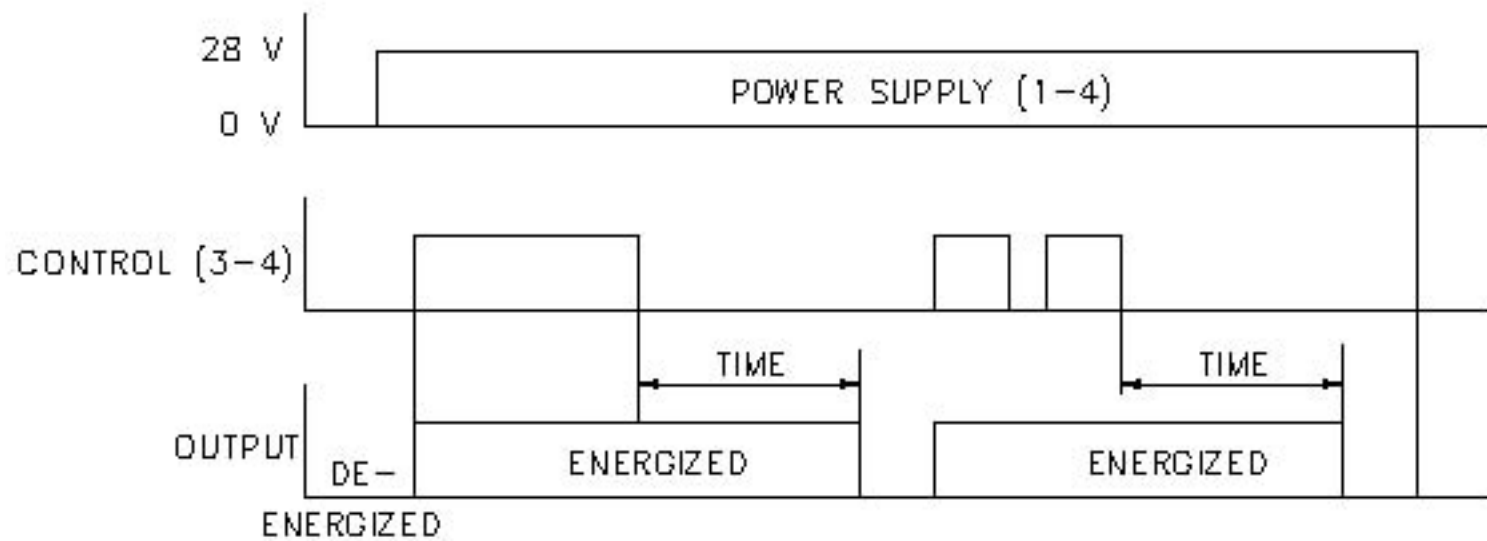 28 V
POWER SUPPLY (1-4)
0 V
CONTROL (3-4)
TIME
TIME
OUTPUT
DE-
ENERGIZED
ENERGIZED
ENERGIZED